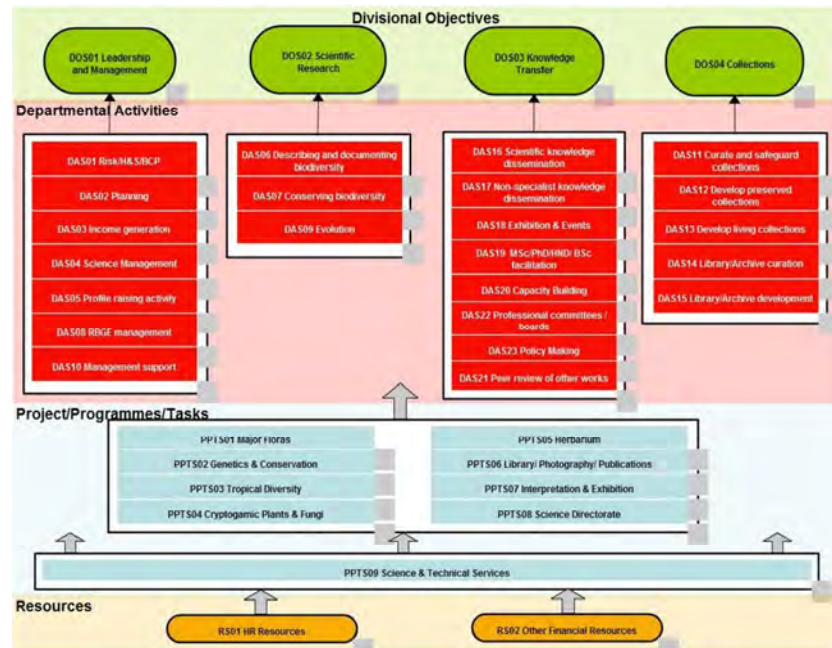 Divisional Objectives
DOS01 Leadership
and Management
DOS02 Scientific
Research
DOS03 Knowledge
Transfer
DOS04 Collections
Departmental Activities
DAS01 Risk/H&S/BCP
DAS02 Planning
DAS03 Income generation
DAS04 Science Management
DAS05 Profile raising activity
DAS08 RBGE management
DAS10 Management support
DAS06 Describing and documenting
biodiversity
DAS07 Conserving biodiversity
DAS09 Evolution
DAS16 Scientific knowledge
dissemination
DAS17 Non-specialist knowledge
dissemination
DAS18 Exhibition & Events
DAS19 MSc/PhD/HND/ BSc
facilitation
DAS20 Capacity Building
DAS22 Professional committees /
boards
DAS23 Policy Making
DAS21 Peer review of other works
DAS11 Curate and safeguard
collections
DAS12 Develop preserved
collections
DAS13 Develop living collections
DAS14 Library/Archive curation
DAS15 Library/Archive development
Project/Programmes/Tasks
PPTS01 Major Floras
PPTS02 Genetics & Conservation
PPTS03 Tropical Diversity
PPTS04 Cryptogamic Plants & Fungi
PPTS05 Herbarium
PPTS06 Library/ Photography/ Publications
PPTS07 Interpretation & Exhibition
PPTS08 Science Directorate
PPTS09 Science & Technical Services
Resources
RS01 HR Resources
RS02 Other Financial Resources